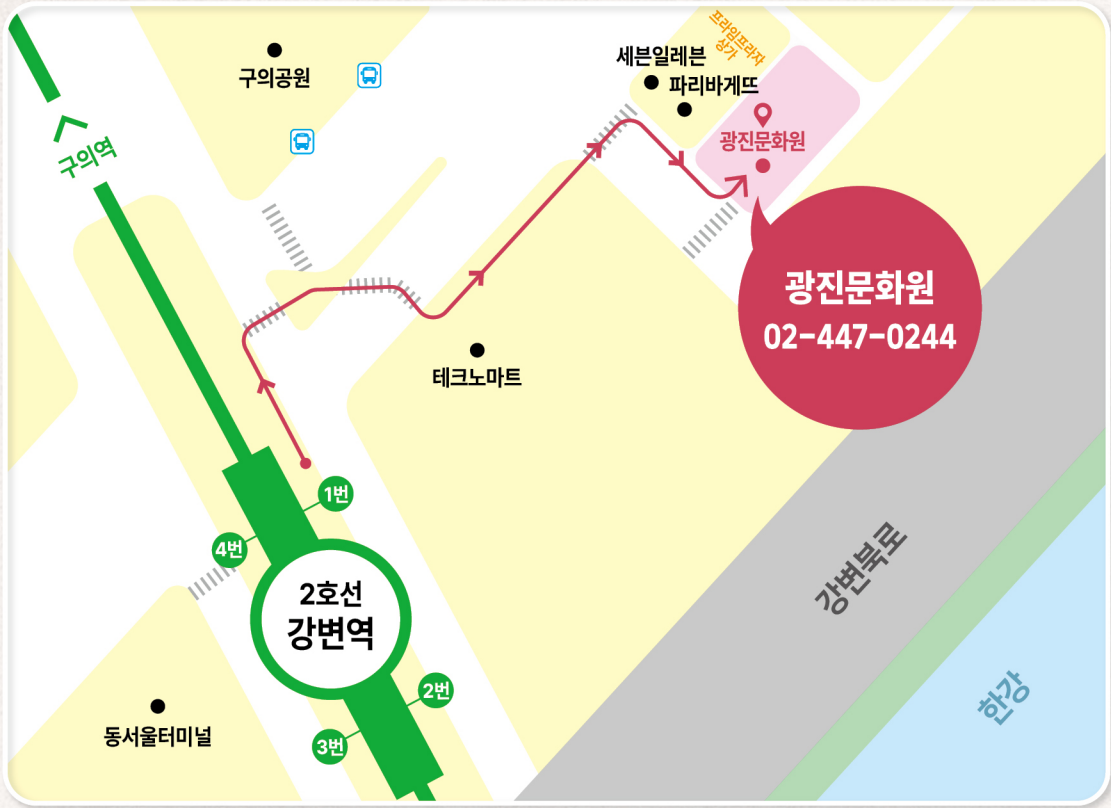 프라임프라자
상가
세븐일레븐
파리바게뜨
구의공원
광진문화원
구의역
광진문화원
02-447-0244
테크노마트
1번
4번
2호선
강변역
강변북로
2번
한강
동서울터미널
3번